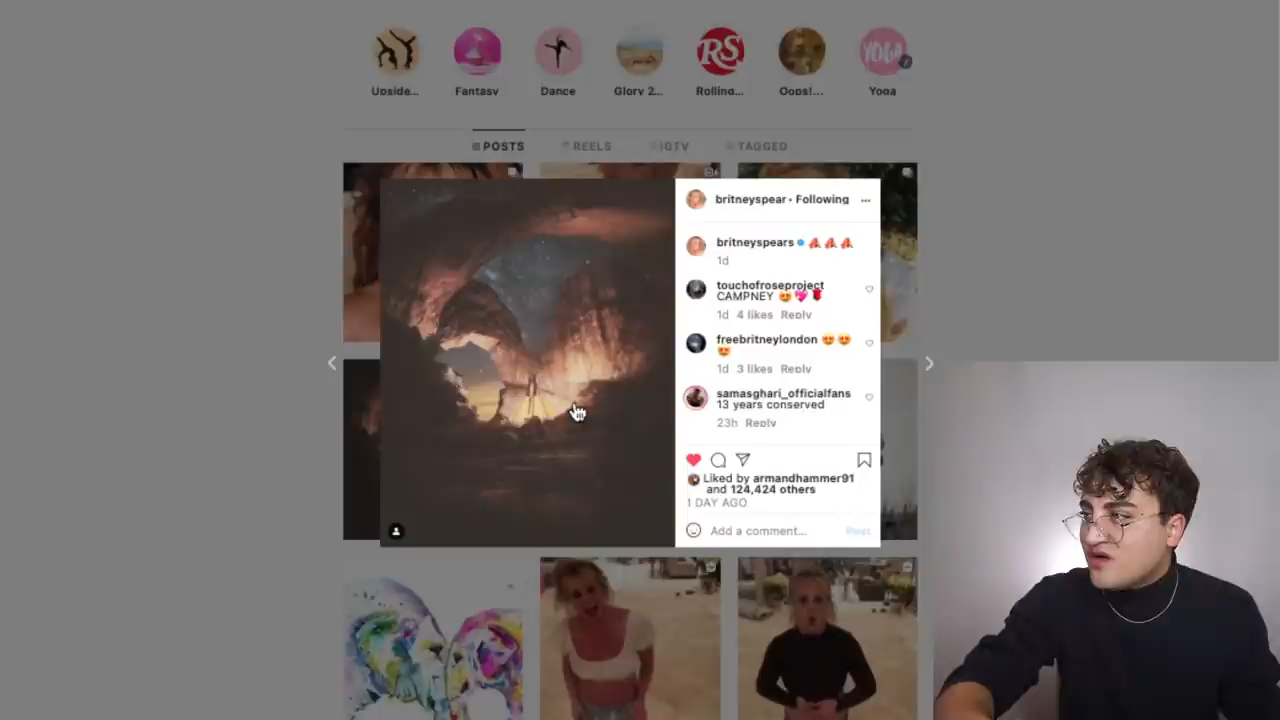 Upside...
Fantasy
Dance
Glory 2...
RS
Rolling...
Oops!...
YOGA
Yoga
POSTS
REELS
IGTV
TAGGED
britneyspear • Following
...
britneyspears
1d
touchofroseproject
CAMPNEY
1d 4 likes Reply
freebritneylondon
1d 3 likes Reply
samasghari_officialfans
13 years conserved
23h Reply
Liked by armandhammer91
and 124,424 others
1 DAY AGO
Add a comment... Post